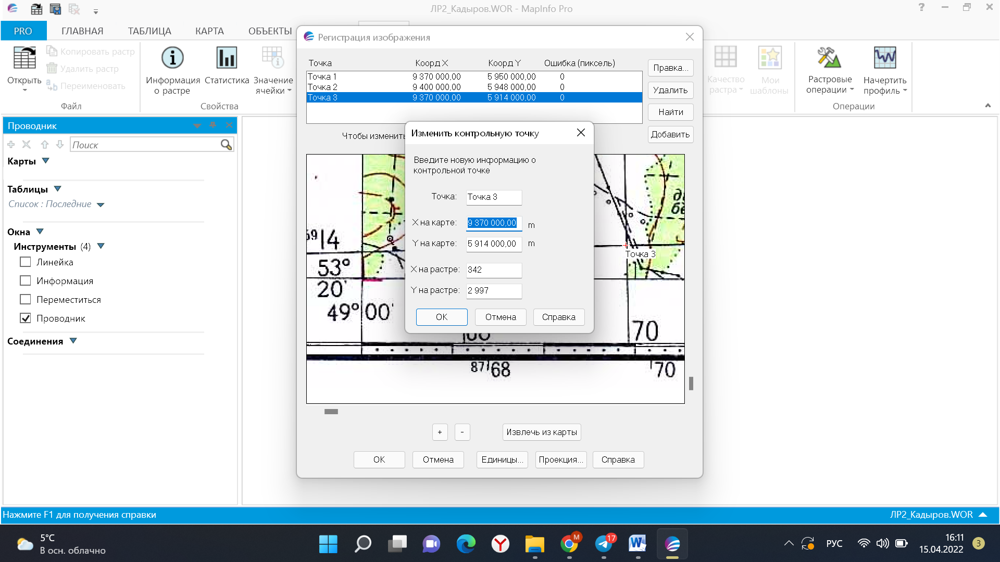 ЛР2_Кадыров.WOR - MapInfo Pro
PRO
ГЛАВНАЯ
ТАБЛИЦА
КАРТА
ОБЪЕКТЫ
Открыть
Копировать растр
Удалить растр
Переименовать
Файл
Информация
о растре
Статистика
Значение
ячейки
Свойства
Качество
растра
Мои
шаблоны
Растровые
операции
Начертить
профиль
Операции
Проводник
Поиск
Карты
Таблицы
Список : Последние
Окна
Инструменты (4)
Линейка
Информация
Переместиться
Проводник
Соединения
Регистрация изображения
Точка Коорд X Коорд Y Ошибка (пиксель)
Точка 1 9 370 000,00 5 950 000,00 0
Точка 2 9 400 000,00 5 948 000,00 0
Точка 3 9 370 000,00 5 914 000,00 0
Правка...
Удалить
Найти
Добавить
Чтобы изменить
Изменить контрольную точку
Введите новую информацию о
контрольной точке
Точка: Точка 3
X на карте: 9 370 000,00 m
Y на карте: 5 914 000,00 m
X на растре: 342
Y на растре: 2 997
OK Отмена Справка
5914
53°
20'
49°00'
Точка 3
70
87 68
70
+ -
Извлечь из карты
OK Отмена Единицы... Проекция... Справка
Нажмите F1 для получения справки
ЛР2_Кадыров.WOR
5°C
В осн. облачно
M
17
РУС
16:11
15.04.2022
3